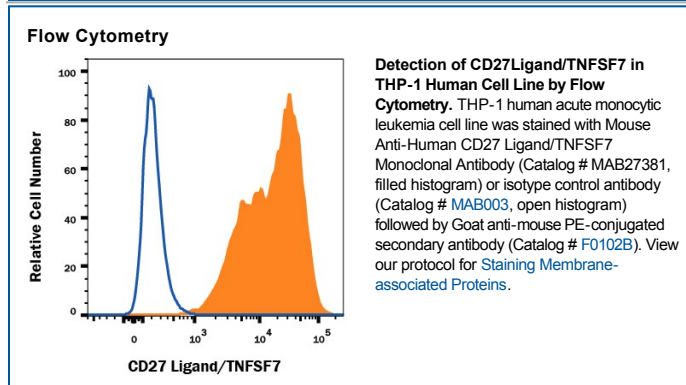 Flow Cytometry
Relative Cell Number
100
80
60
40
20
0
0
10³
10⁴
10⁵
CD27 Ligand/TNFSF7
Detection of CD27Ligand/TNFSF7 in
THP-1 Human Cell Line by Flow
Cytometry. THP-1 human acute monocytic
leukemia cell line was stained with Mouse
Anti-Human CD27 Ligand/TNFSF7
Monoclonal Antibody (Catalog # MAB27381,
filled histogram) or isotype control antibody
(Catalog # MAB003, open histogram)
followed by Goat anti-mouse PE-conjugated
secondary antibody (Catalog # F0102B). View
our protocol for Staining Membrane-
associated Proteins.